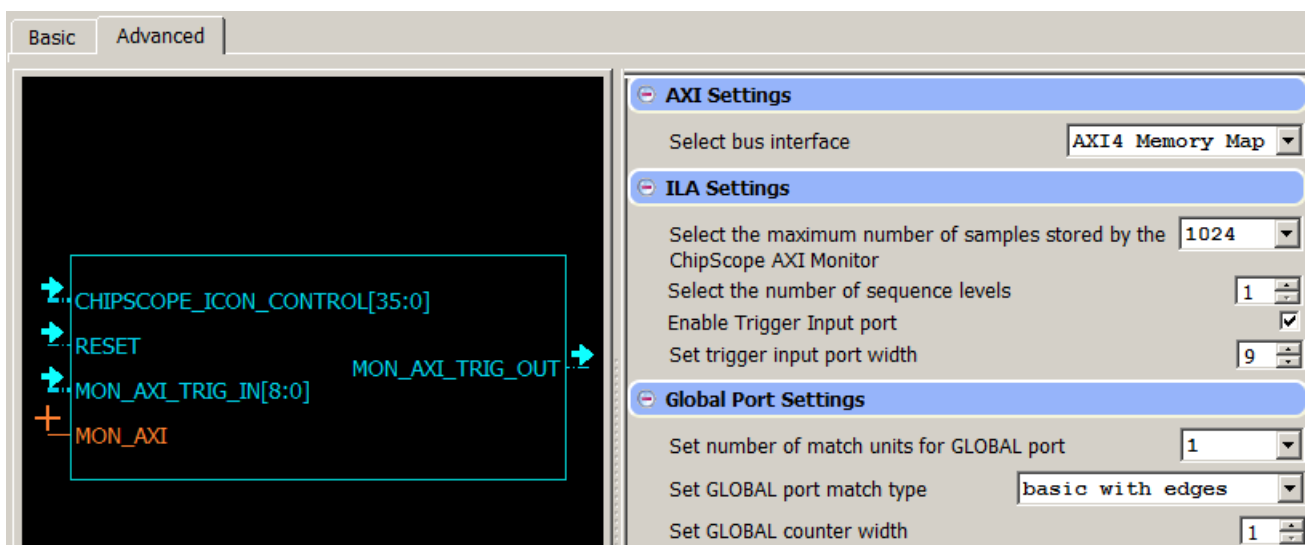 Basic Advanced
CHIPSCOPE_ICON_CONTROL[35:0]
RESET
MON_AXI_TRIG_OUT
MON_AXI_TRIG_IN[8:0]
MON_AXI
AXI Settings
Select bus interface AXI4 Memory Map
ILA Settings
Select the maximum number of samples stored by the 1024
ChipScope AXI Monitor
Select the number of sequence levels 1
Enable Trigger Input port
Set trigger input port width 9
Global Port Settings
Set number of match units for GLOBAL port 1
Set GLOBAL port match type basic with edges
Set GLOBAL counter width 1